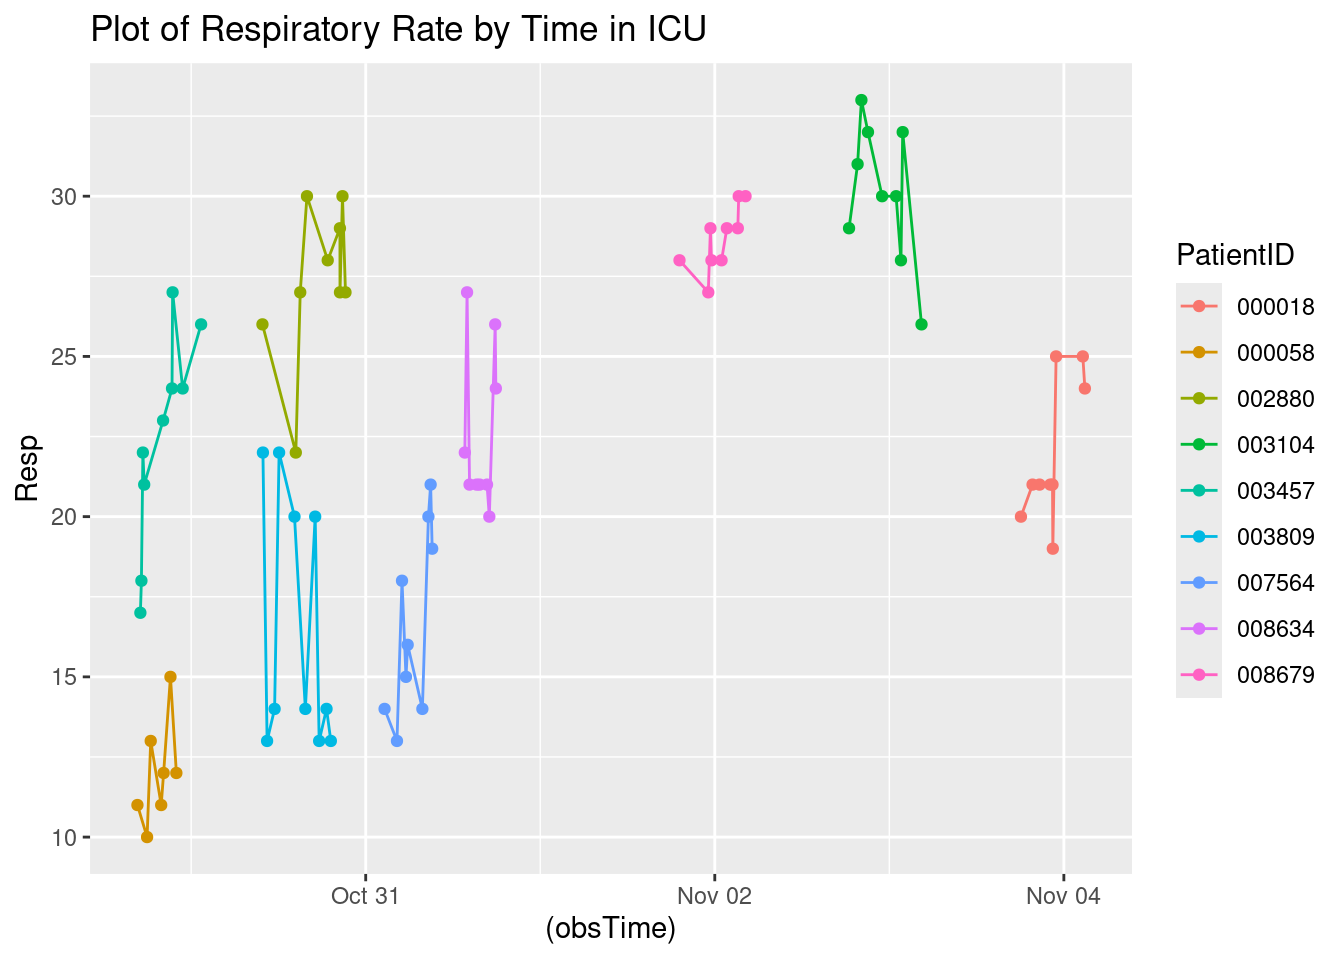 Plot of Respiratory Rate by Time in ICU
Resp
30
25
20
15
10
Oct 31
Nov 02
Nov 04
(obsTime)
PatientID
000018
000058
002880
003104
003457
003809
007564
008634
008679